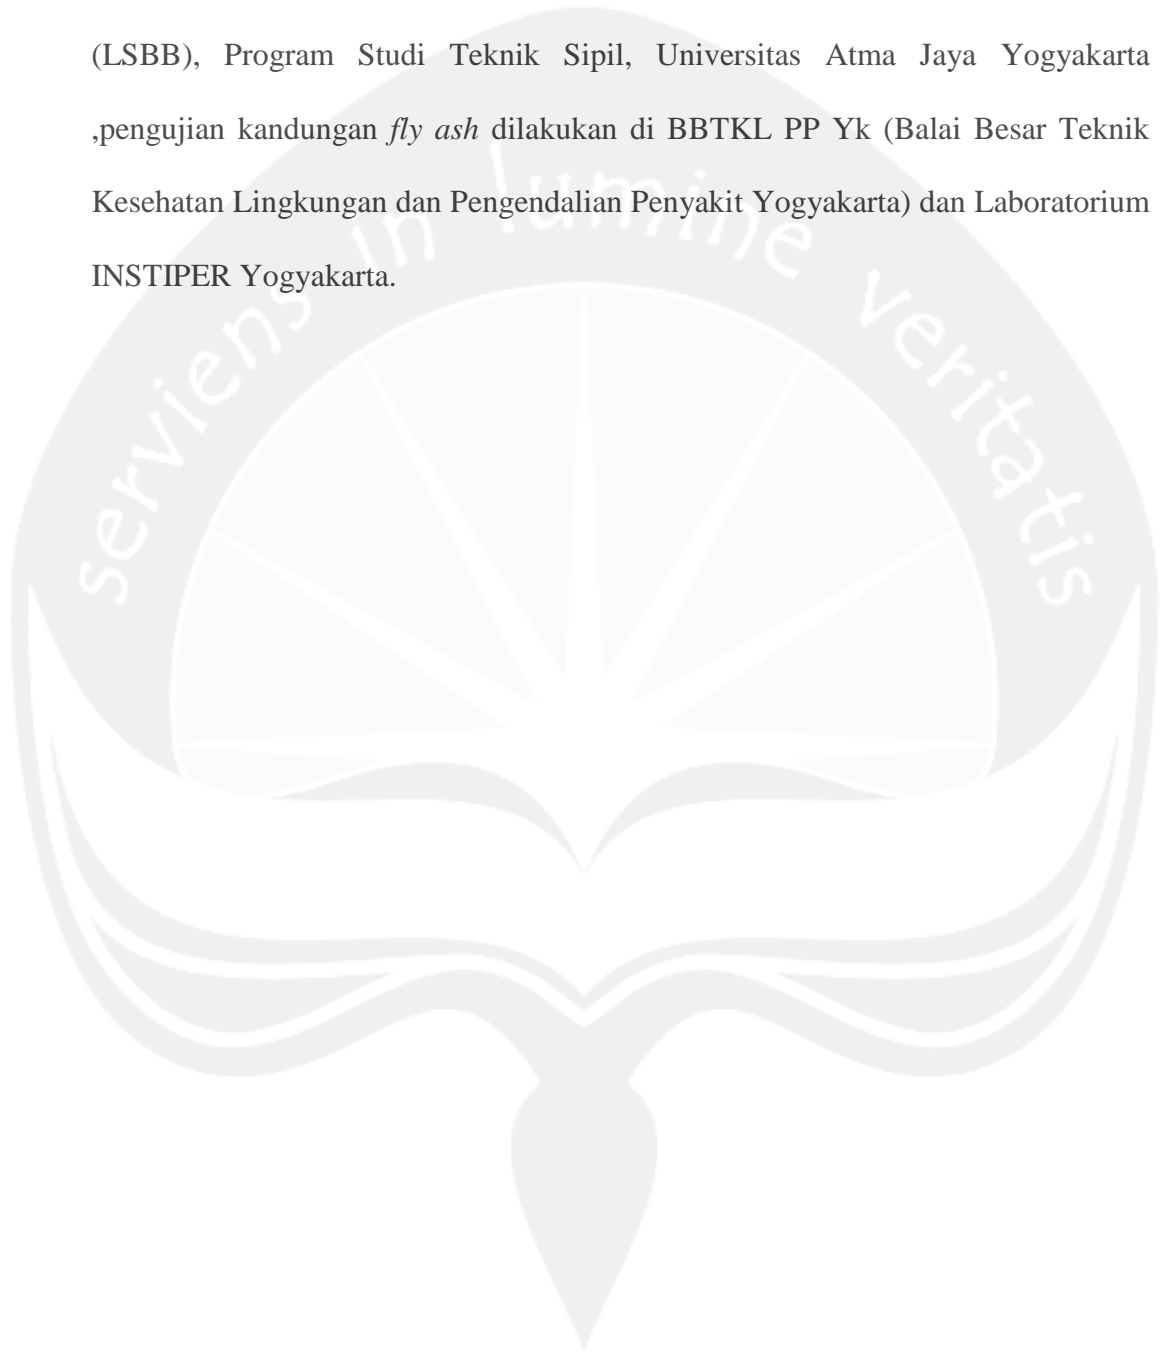 (LSBB), Program Studi Teknik Sipil, Universitas Atma Jaya Yogyakarta
,pengujian kandungan fly ash dilakukan di BBTKL PP Yk (Balai Besar Teknik
Kesehatan Lingkungan dan Pengendalian Penyakit Yogyakarta) dan Laboratorium
INSTIPER Yogyakarta.
serviens in lumine veritatis